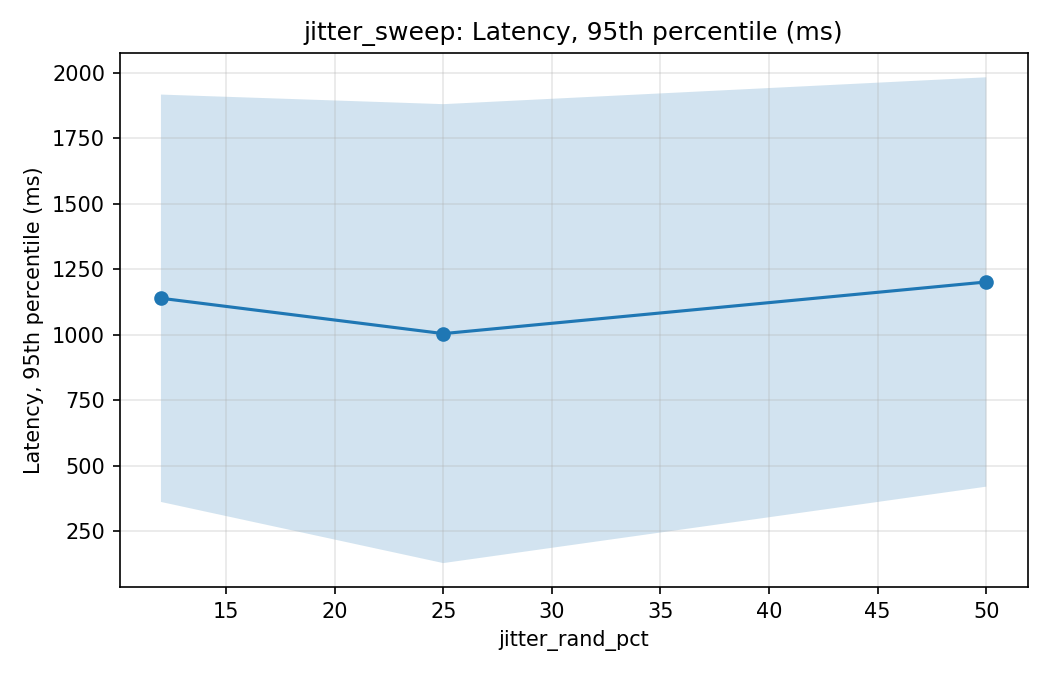 jitter_sweep: Latency, 95th percentile (ms)
Latency, 95th percentile (ms)
2000
1750
1500
1250
1000
750
500
250
15 20 25 30 35 40 45 50
jitter_rand_pct